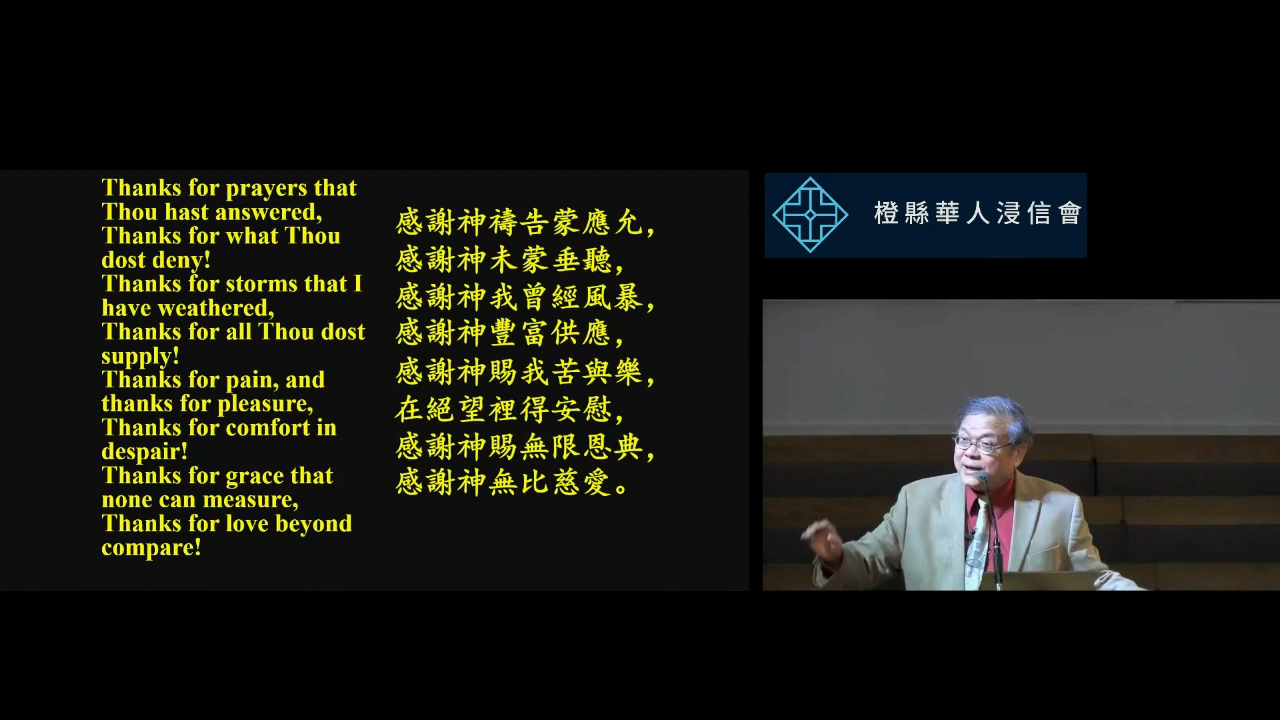 Thanks for prayers that
Thou hast answered,
Thanks for what Thou
dost deny!
Thanks for storms that I
have weathered,
Thanks for all Thou dost
supply!
Thanks for pain, and
thanks for pleasure,
Thanks for comfort in
despair!
Thanks for grace that
none can measure,
Thanks for love beyond
compare!
感謝神禱告蒙應允，
感謝神未蒙垂聽，
感謝神我曾經風暴，
感謝神豐富供應，
感謝神賜我苦與樂，
在絕望裡得安慰，
感謝神賜無限恩典，
感謝神無比慈愛。
橙縣華人浸信會